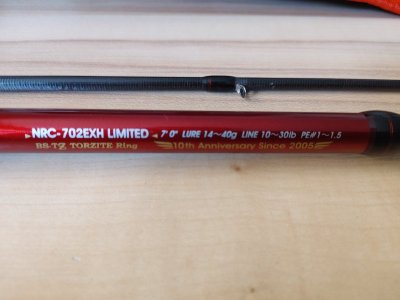 NRC-702EXH LIMITED 7'0" LURE 14~40g LINE 10~30lb PE#1~1.5
BS-TZ TORZITE Ring 10th Anniversary Since 2005